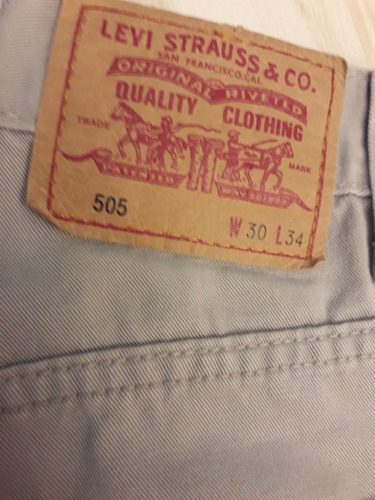 LEVI STRAUSS & CO.
SAN FRANCISCO, CAL.
ORIGINAL RIVETED
QUALITY CLOTHING
TRADE MARK
505 W 30 L 34